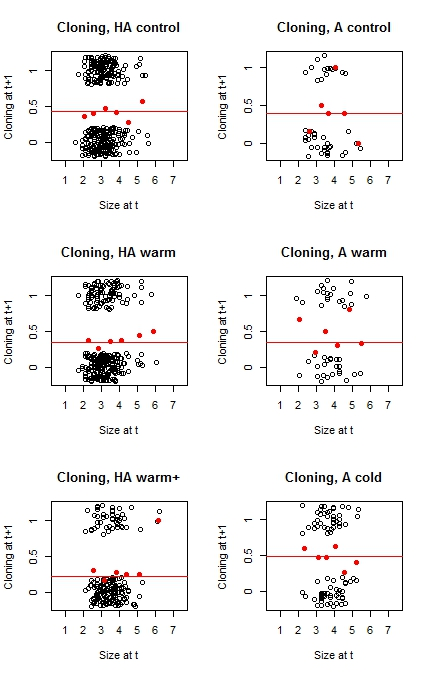 Cloning, HA control
Cloning at t+1
0 0.5 1
1 2 3 4 5 6 7
Size at t
Cloning, A control
Cloning at t+1
0 0.5 1
1 2 3 4 5 6 7
Size at t
Cloning, HA warm
Cloning at t+1
0 0.5 1
1 2 3 4 5 6 7
Size at t
Cloning, A warm
Cloning at t+1
0 0.5 1
1 2 3 4 5 6 7
Size at t
Cloning, HA warm+
Cloning at t+1
0 0.5 1
1 2 3 4 5 6 7
Size at t
Cloning, A cold
Cloning at t+1
0 0.5 1
1 2 3 4 5 6 7
Size at t